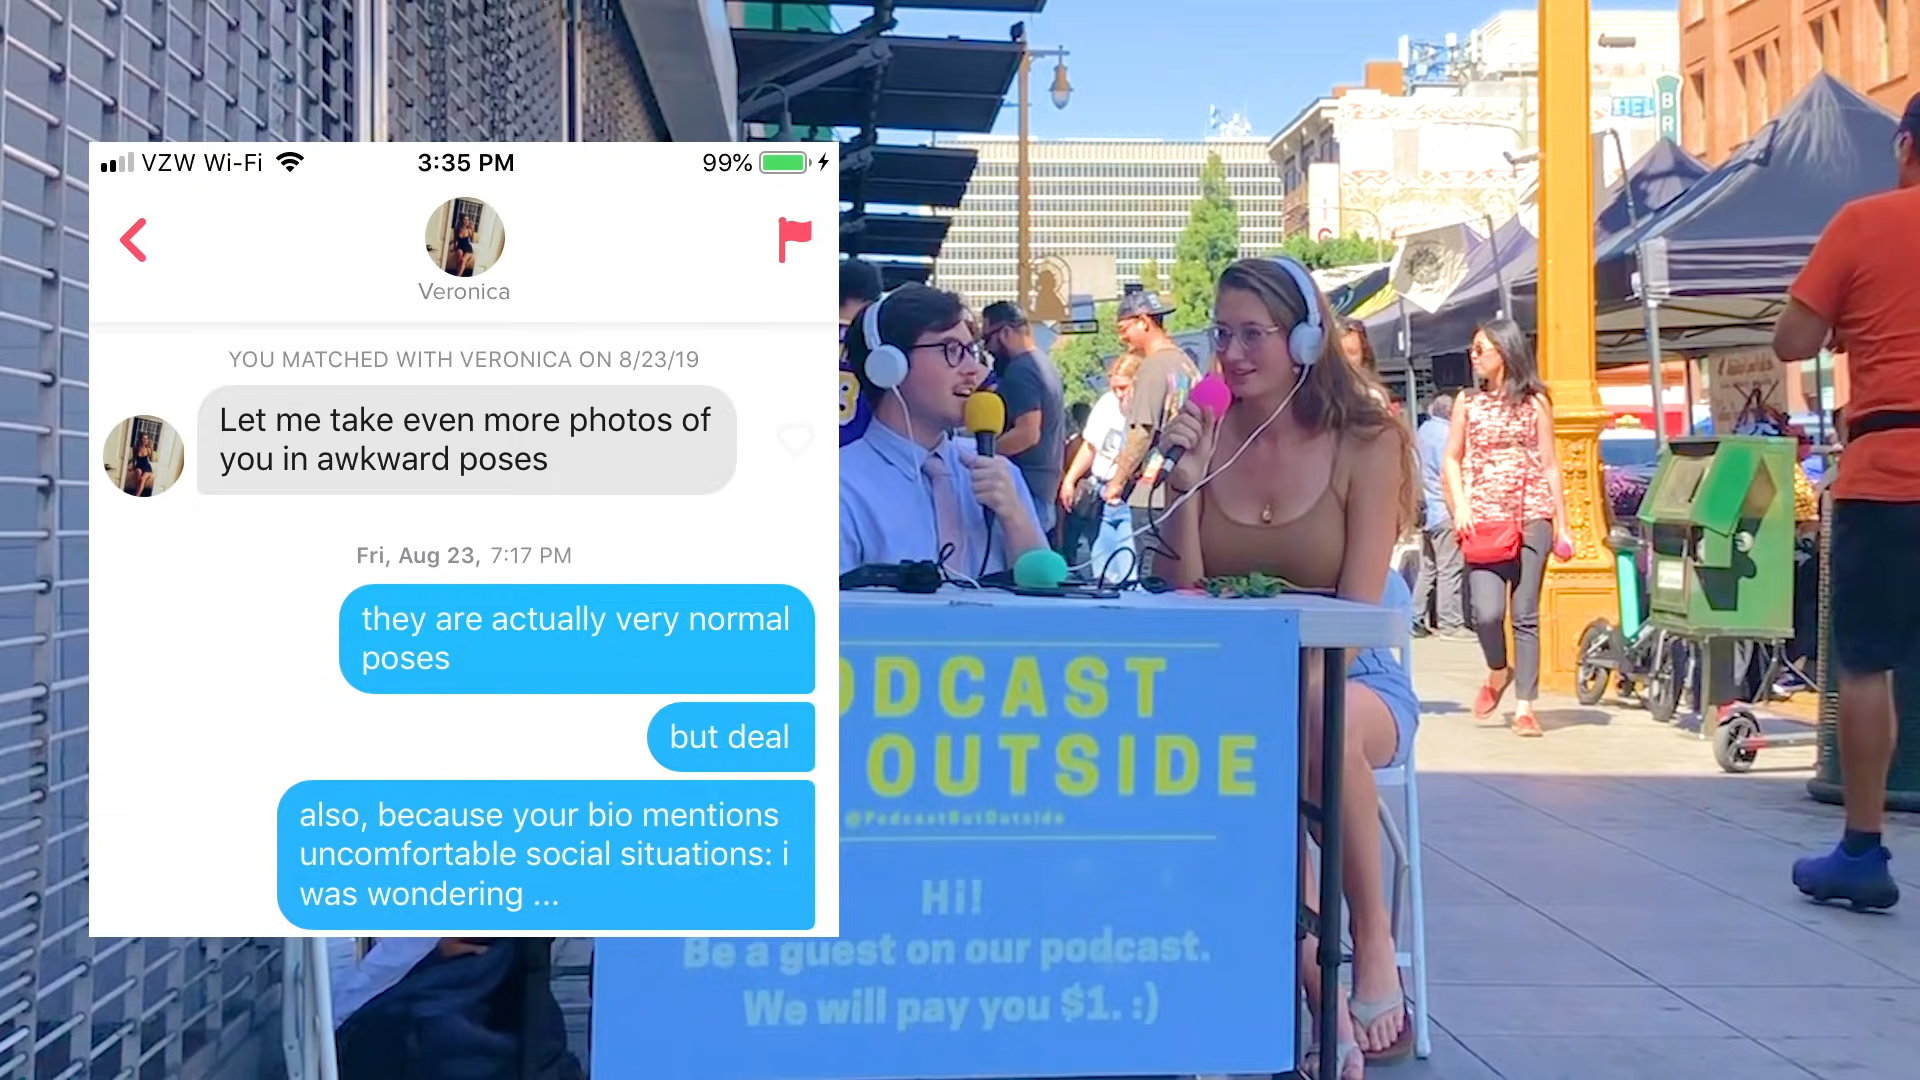 VZW Wi-Fi
3:35 PM
99%
Veronica
YOU MATCHED WITH VERONICA ON 8/23/19
Let me take even more photos of
you in awkward poses
Fri, Aug 23, 7:17 PM
they are actually very normal
poses
but deal
also, because your bio mentions
uncomfortable social situations: i
was wondering ...
ODCAST
OUTSIDE
@PodcastButOutside
Hi!
Be a guest on our podcast.
We will pay you $1. :)